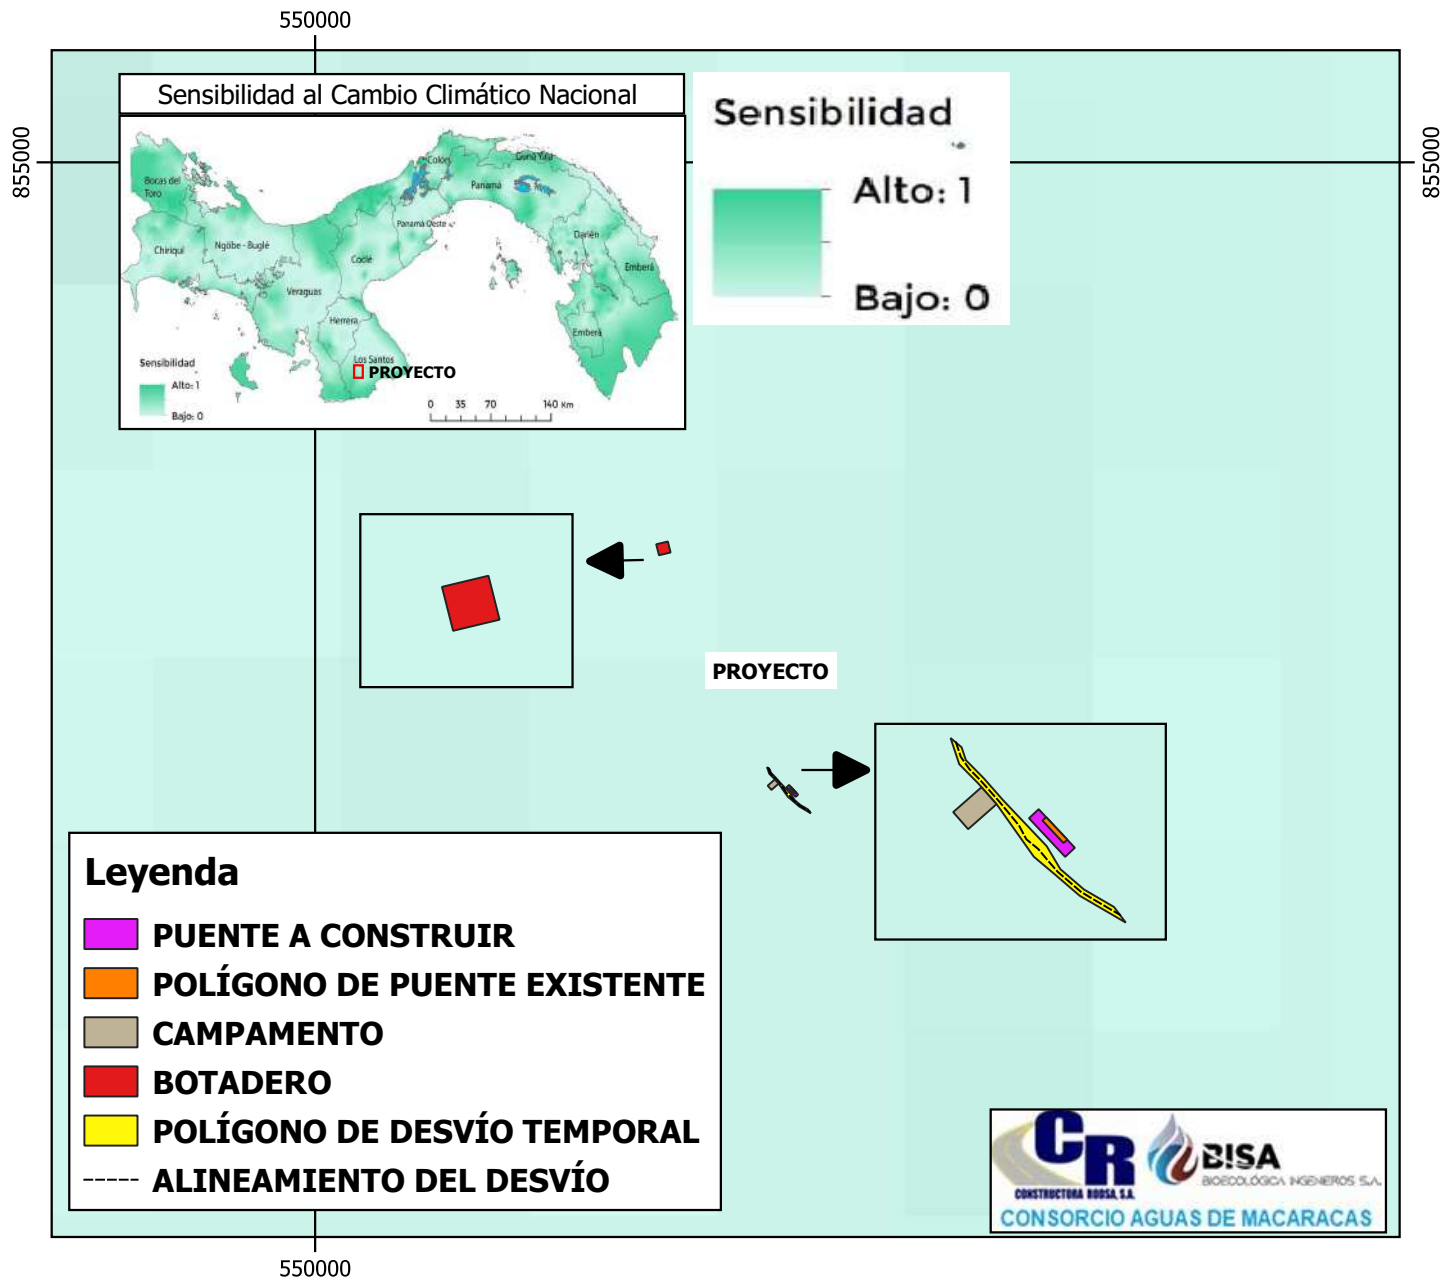 550000
855000
855000
Sensibilidad al Cambio Climático Nacional
Bocas del
Toro
Chiriquí
Ngöbe - Buglé
Veraguas
Herrera
Los Santos
Coclé
Colón
Panamá Oeste
Panamá
Guna Yala
Darién
Emberá
Emberá
PROYECTO
Sensibilidad
Alto: 1
Bajo: 0
0 35 70 140 Km
Sensibilidad
Alto: 1
Bajo: 0
PROYECTO
Leyenda
PUENTE A CONSTRUIR
POLÍGONO DE PUENTE EXISTENTE
CAMPAMENTO
BOTADERO
POLÍGONO DE DESVÍO TEMPORAL
ALINEAMIENTO DEL DESVÍO
CR
CONSTRUCTORA RODSA, S.A.
BISA
BIOECOLÓGICA INGENIEROS S.A.
CONSORCIO AGUAS DE MACARACAS
550000